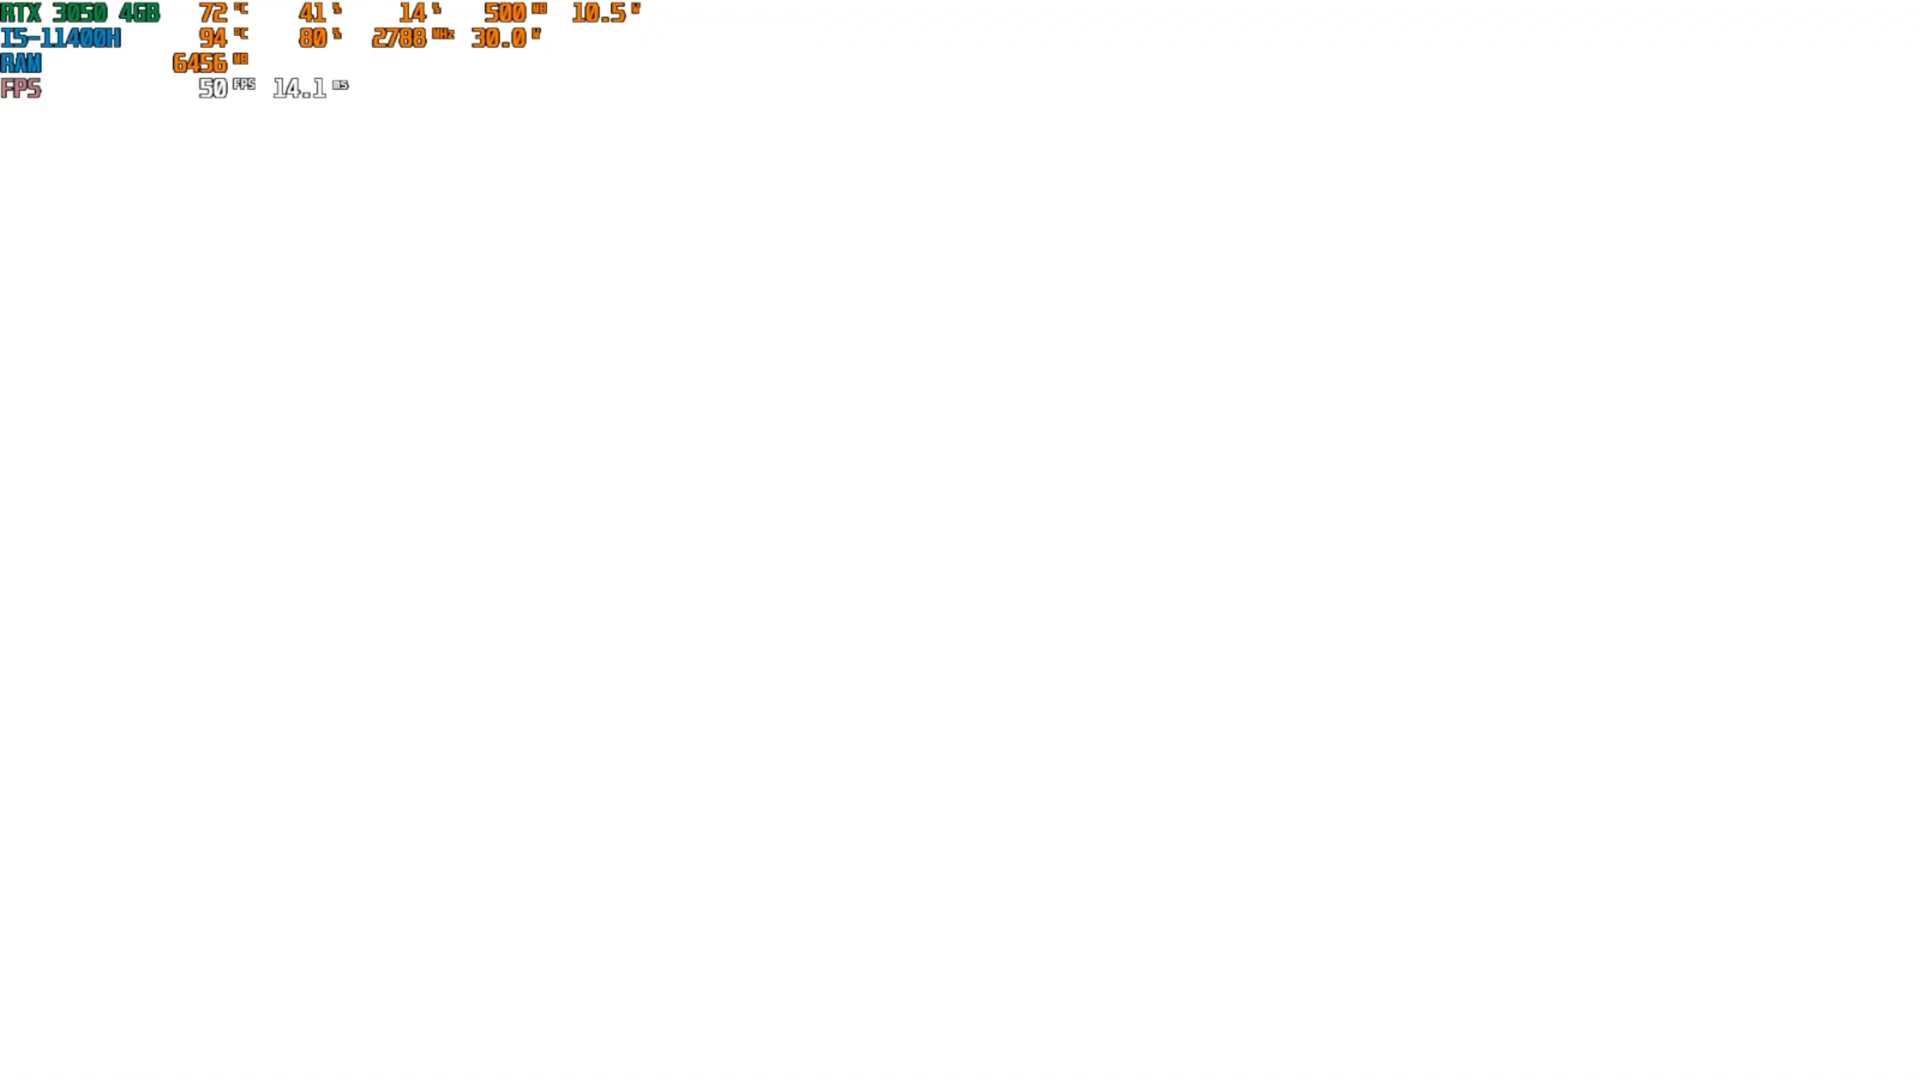 RTX 3050 4GB 72 °C 41 % 14 % 500 MB 10.5 W
I5-11400H 94 °C 80 % 2788 MHz 30.0 W
RAM 6456 MB
FPS 50 FPS 14.1 ms